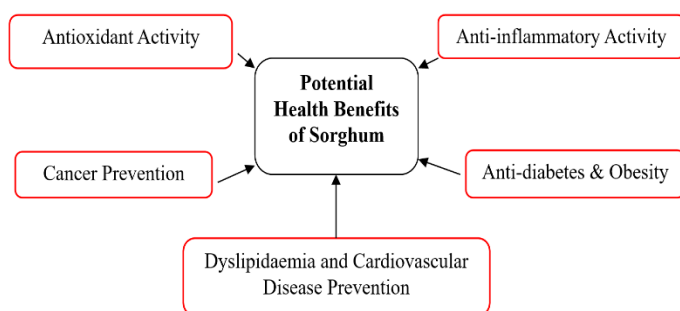 Antioxidant Activity
Anti-inflammatory Activity
Potential
Health Benefits
of Sorghum
Cancer Prevention
Anti-diabetes & Obesity
Dyslipidaemia and Cardiovascular
Disease Prevention